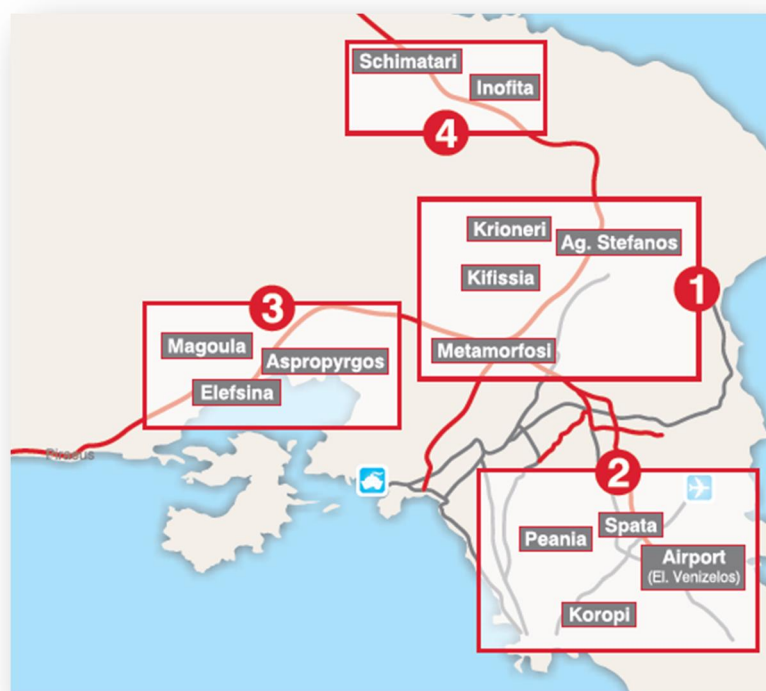 Schimatari
Inofita
4
Krioneri
Ag. Stefanos
Kifissia
1
3
Magoula
Metamorfosi
Aspropyrgos
Elefsina
Piraeus
2
Spata
Peania
Airport
(El. Venizelos)
Koropi